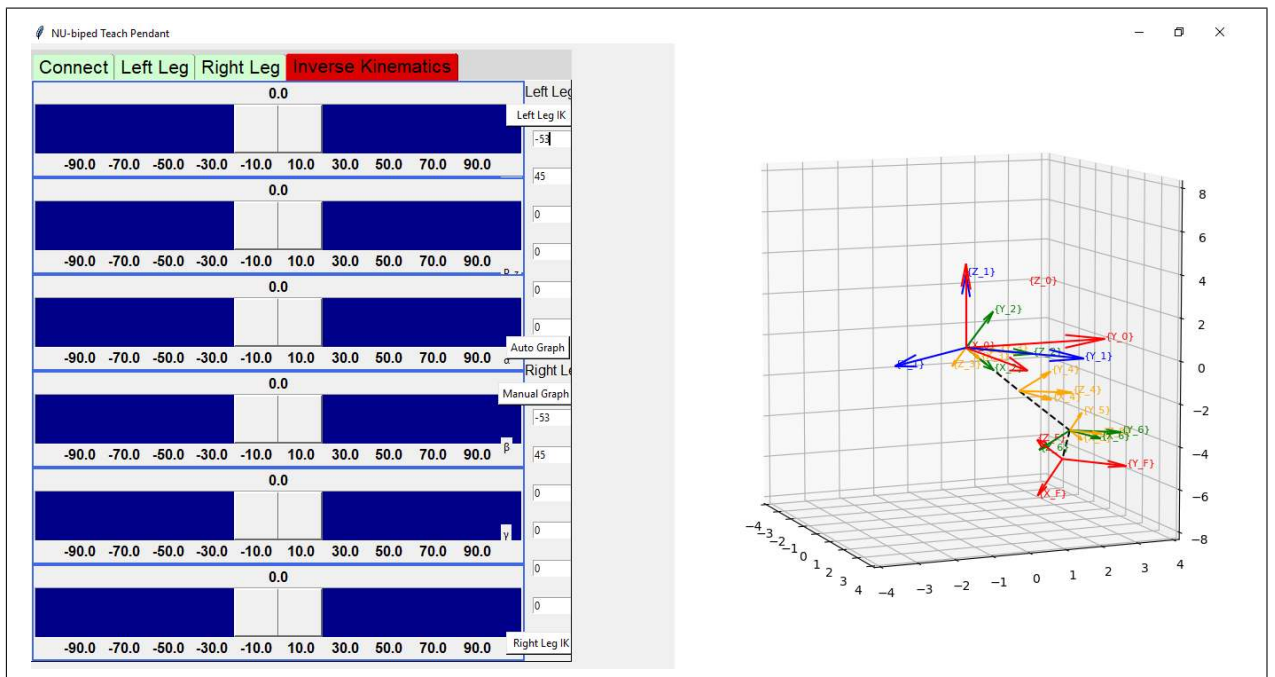 NU-biped Teach Pendant
Connect Left Leg Right Leg Inverse Kinematics
0.0 Left Leg
Left Leg IK
-53
-90.0 -70.0 -50.0 -30.0 -10.0 10.0 30.0 50.0 70.0 90.0
45
0.0
0
-90.0 -70.0 -50.0 -30.0 -10.0 10.0 30.0 50.0 70.0 90.0
0
0.0
0
0
Auto Graph
-90.0 -70.0 -50.0 -30.0 -10.0 10.0 30.0 50.0 70.0 90.0
α
Right Le
0.0
Manual Graph
-53
-90.0 -70.0 -50.0 -30.0 -10.0 10.0 30.0 50.0 70.0 90.0
β
45
0.0
0
0
γ
-90.0 -70.0 -50.0 -30.0 -10.0 10.0 30.0 50.0 70.0 90.0
0
0.0
0
Right Leg IK
-90.0 -70.0 -50.0 -30.0 -10.0 10.0 30.0 50.0 70.0 90.0
{Z_1}
{Z_0}
{Y_2}
{Y_0}
{Y_1}
{Z_2}
{Z_3}
{Y_4}
{Z_4}
{X_4}
{Y_5}
{Y_6}
{X_6}
{Z_F}
{Z_6}
{Y_F}
{X_F}
8
6
4
2
0
−2
−4
−6
−8
−4
−3
−2
−1
0
1
2
3
4
−4 −3 −2 −1 0 1 2 3 4